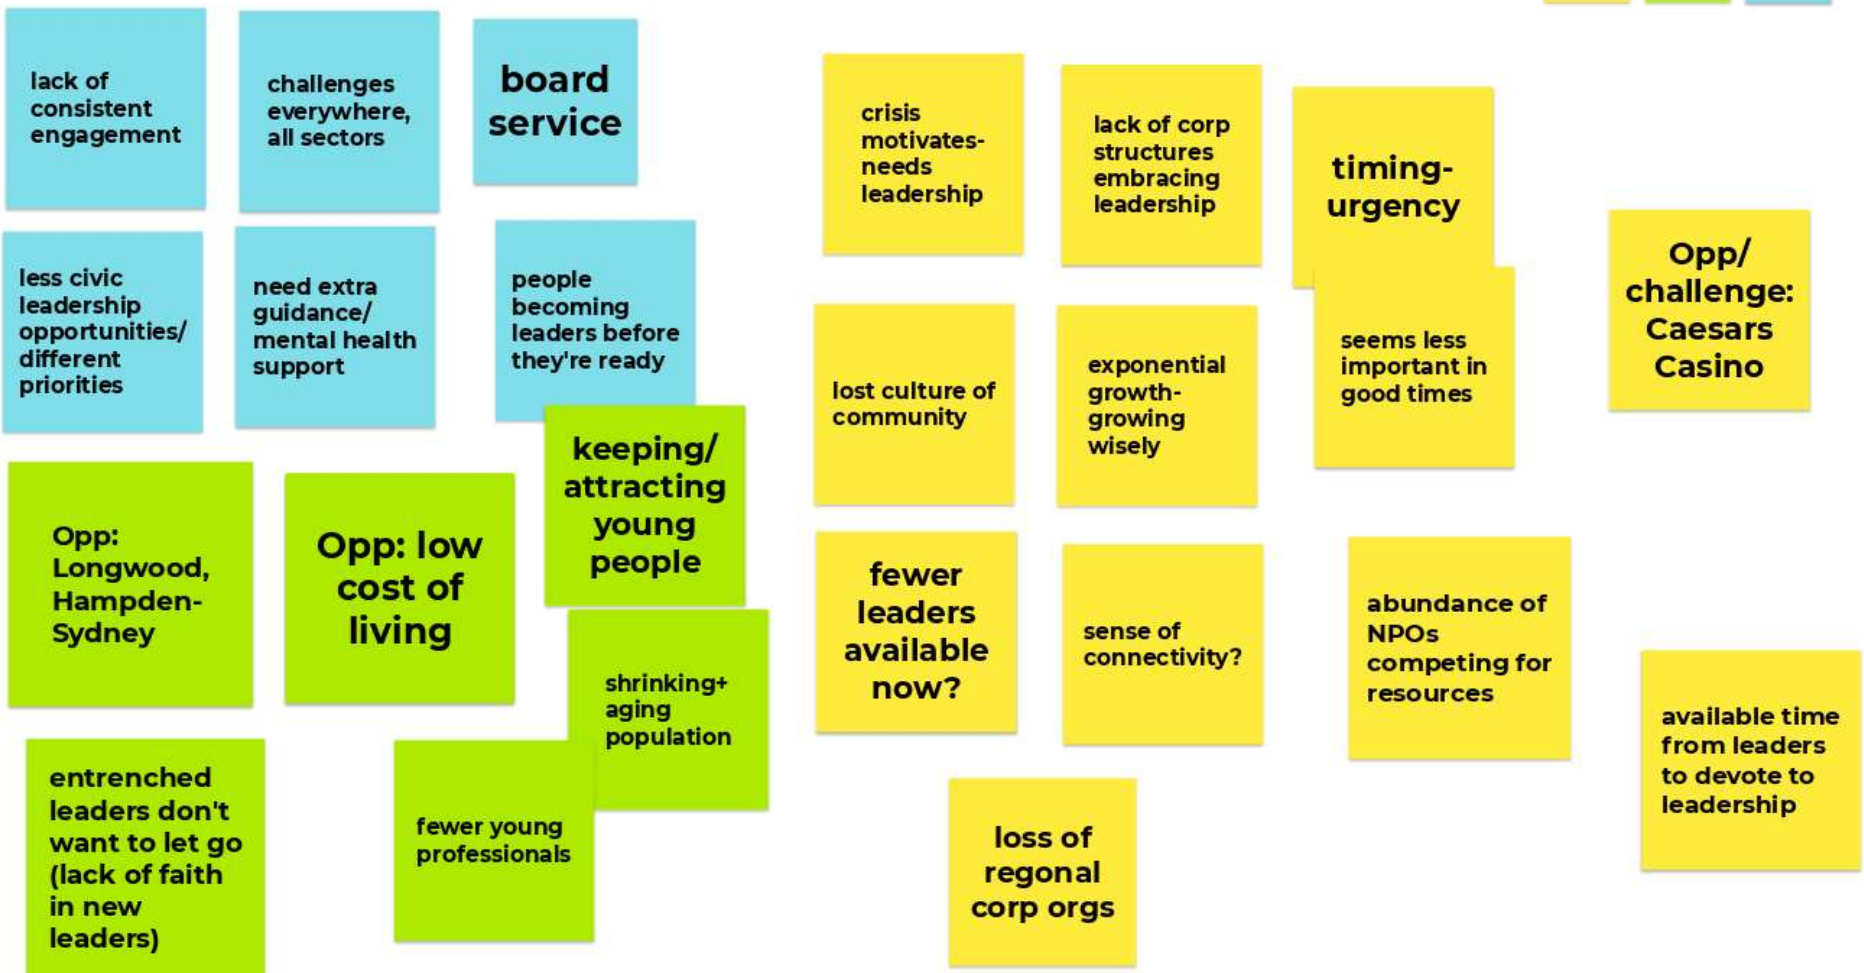 lack of
consistent
engagement
challenges
everywhere,
all sectors
board
service
less civic
leadership
opportunities/
different
priorities
need extra
guidance/
mental health
support
people
becoming
leaders before
they're ready
Opp:
Longwood,
Hampden-
Sydney
Opp: low
cost of
living
keeping/
attracting
young
people
shrinking+
aging
population
entrenched
leaders don't
want to let go
(lack of faith
in new
leaders)
fewer young
professionals
crisis
motivates-
needs
leadership
lack of corp
structures
embracing
leadership
timing-
urgency
Opp/
challenge:
Caesars
Casino
lost culture of
community
exponential
growth-
growing
wisely
seems less
important in
good times
fewer
leaders
available
now?
sense of
connectivity?
abundance of
NPOs
competing for
resources
available time
from leaders
to devote to
leadership
loss of
regonal
corp orgs